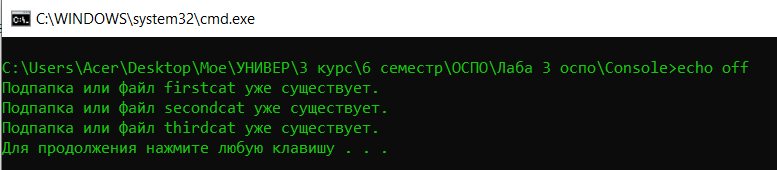 C:\WINDOWS\system32\cmd.exe
C:\Users\Acer\Desktop\Мое\УНИВЕР\3 курс\6 семестр\ОСПО\Лаба 3 оспо\Console>echo off
Подпапка или файл firstcat уже существует.
Подпапка или файл secondcat уже существует.
Подпапка или файл thirdcat уже существует.
Для продолжения нажмите любую клавишу . . .